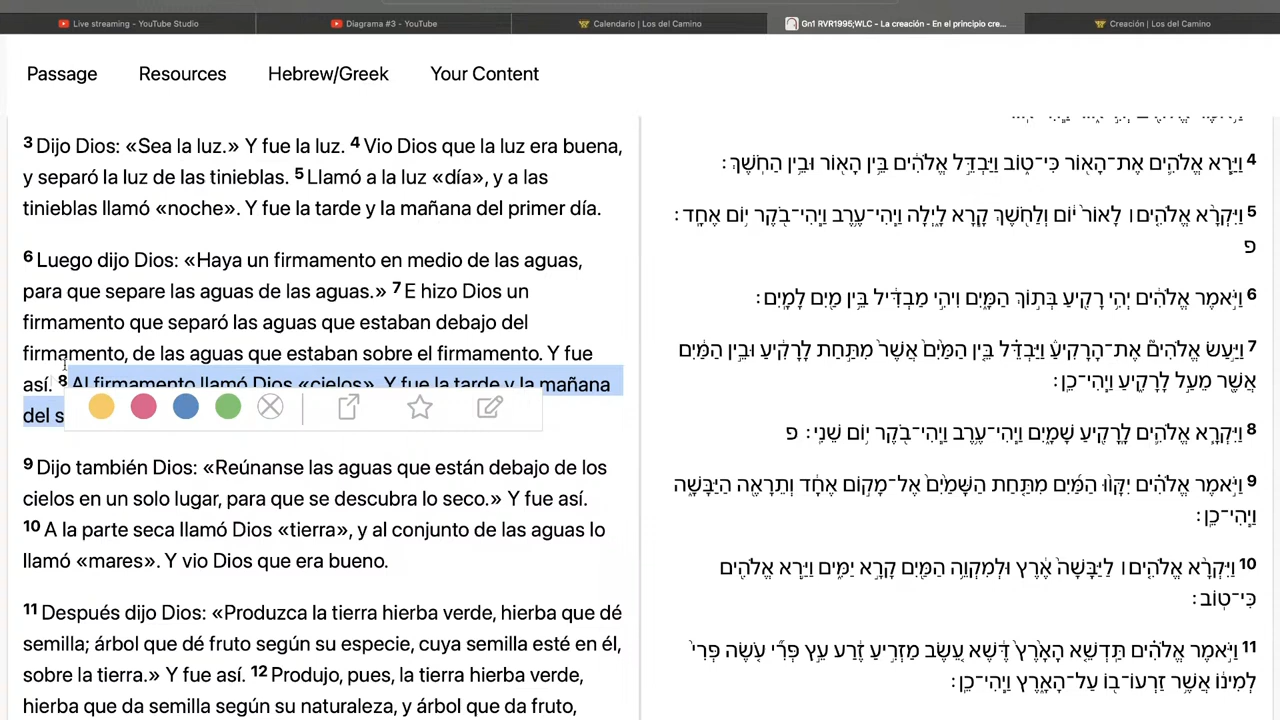 Live streaming - YouTube Studio
Diagrama #3 - YouTube
Calendario | Los del Camino
Gn1 RVR1995;WLC - La creación - En el principio cre...
Creación | Los del Camino
Passage
Resources
Hebrew/Greek
Your Content
3 Dijo Dios: «Sea la luz.» Y fue la luz. 4 Vio Dios que la luz era buena,
y separó la luz de las tinieblas. 5 Llamó a la luz «día», y a las
tinieblas llamó «noche». Y fue la tarde y la mañana del primer día.
6 Luego dijo Dios: «Haya un firmamento en medio de las aguas,
para que separe las aguas de las aguas.» 7 E hizo Dios un
firmamento que separó las aguas que estaban debajo del
firmamento, de las aguas que estaban sobre el firmamento. Y fue
así. 8 Al firmamento llamó Dios «cielos». Y fue la tarde y la mañana
del s
9 Dijo también Dios: «Reúnanse las aguas que están debajo de los
cielos en un solo lugar, para que se descubra lo seco.» Y fue así.
10 A la parte seca llamó Dios «tierra», y al conjunto de las aguas lo
llamó «mares». Y vio Dios que era bueno.
11 Después dijo Dios: «Produzca la tierra hierba verde, hierba que dé
semilla; árbol que dé fruto según su especie, cuya semilla esté en él,
sobre la tierra.» Y fue así. 12 Produjo, pues, la tierra hierba verde,
hierba que da semilla según su naturaleza, y árbol que da fruto,
4 וַיַּ֧רְא אֱלֹהִ֛ים אֶת־הָא֖וֹר כִּי־ט֑וֹב וַיַּבְדֵּ֣ל אֱלֹהִ֔ים בֵּ֥ין הָא֖וֹר וּבֵ֥ין הַחֹֽשֶׁךְ׃
5 וַיִּקְרָ֨א אֱלֹהִ֤ים׀ לָאוֹר֙ י֔וֹם וְלַחֹ֖שֶׁךְ קָ֣רָא לָ֑יְלָה וַֽיְהִי־עֶ֥רֶב וַֽיְהִי־בֹ֖קֶר י֥וֹם אֶחָֽד׃
פ
6 וַיֹּ֣אמֶר אֱלֹהִ֔ים יְהִ֥י רָקִ֖יעַ בְּת֣וֹךְ הַמָּ֑יִם וִיהִ֣י מַבְדִּ֔יל בֵּ֥ין מַ֖יִם לָמָֽיִם׃
7 וַיַּ֣עַשׂ אֱלֹהִים֮ אֶת־הָרָקִיעַ֒ וַיַּבְדֵּ֗ל בֵּ֤ין הַמַּ֙יִם֙ אֲשֶׁר֙ מִתַּ֣חַת לָרָקִ֔יעַ וּבֵ֣ין הַמַּ֔יִם
אֲשֶׁ֖ר מֵעַ֣ל לָרָקִ֑יעַ וַֽיְהִי־כֵֽן׃
8 וַיִּקְרָ֧א אֱלֹהִ֛ים לָֽרָקִ֖יעַ שָׁמָ֑יִם וַֽיְהִי־עֶ֥רֶב וַֽיְהִי־בֹ֖קֶר י֥וֹם שֵׁנִֽי׃ פ
9 וַיֹּ֣אמֶר אֱלֹהִ֗ים יִקָּו֨וּ הַמַּ֜יִם מִתַּ֤חַת הַשָּׁמַ֙יִם֙ אֶל־מָק֣וֹם אֶחָ֔ד וְתֵרָאֶ֖ה הַיַּבָּשָׁ֑ה
וַֽיְהִי־כֵֽן׃
10 וַיִּקְרָ֨א אֱלֹהִ֤ים׀ לַיַּבָּשָׁה֙ אֶ֔רֶץ וּלְמִקְוֵ֥ה הַמַּ֖יִם קָרָ֣א יַמִּ֑ים וַיַּ֥רְא אֱלֹהִ֖ים
כִּי־טֽוֹב׃
11 וַיֹּ֣אמֶר אֱלֹהִ֗ים תַּֽדְשֵׁ֤א הָאָ֙רֶץ֙ דֶּ֔שֶׁא עֵ֚שֶׂב מַזְרִ֣יעַ זֶ֔רַע עֵ֣ץ פְּרִ֞י עֹ֤שֶׂה פְּרִי֙
לְמִינ֔וֹ אֲשֶׁ֥ר זַרְעוֹ־ב֖וֹ עַל־הָאָ֑רֶץ וַֽיְהִי־כֵֽן׃